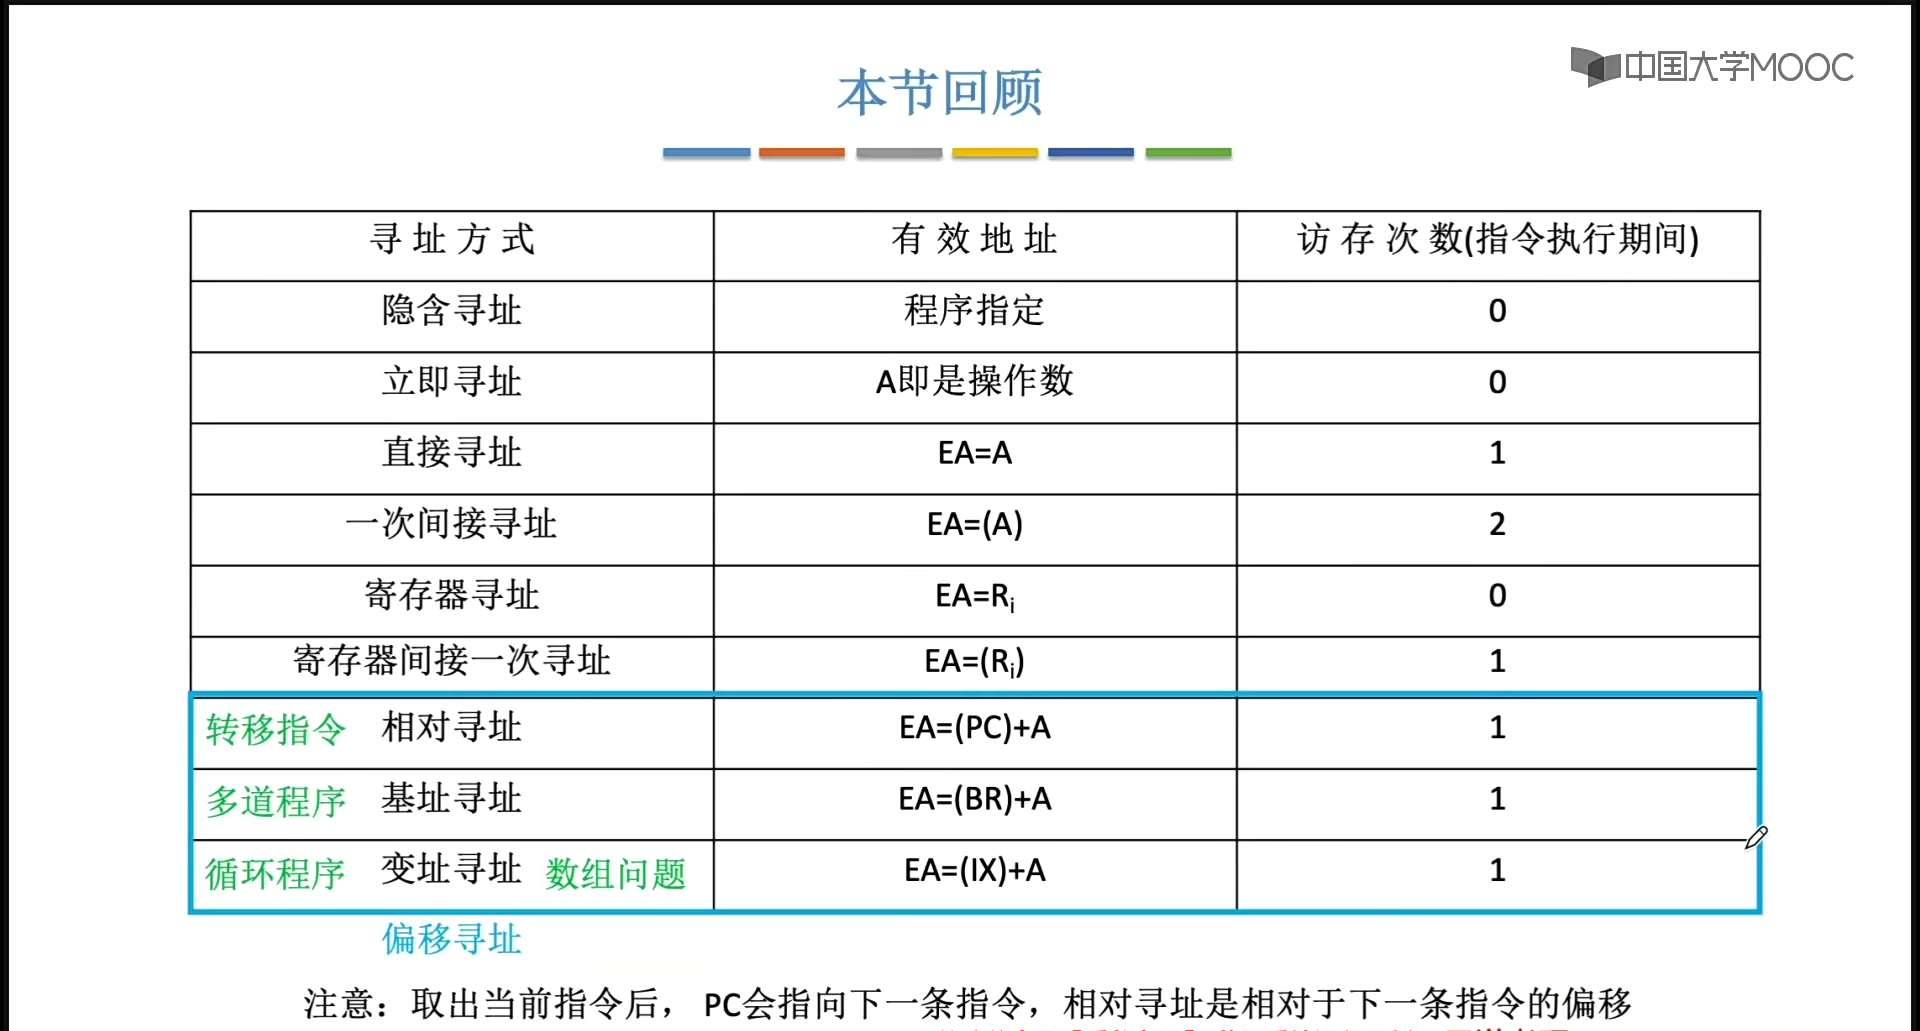 中国大学MOOC
本节回顾
寻址方式 有效地址 访存次数(指令执行期间)
隐含寻址 程序指定 0
立即寻址 A即是操作数 0
直接寻址 EA=A 1
一次间接寻址 EA=(A) 2
寄存器寻址 EA=Ri 0
寄存器间接一次寻址 EA=(Ri) 1
转移指令 相对寻址 EA=(PC)+A 1
多道程序 基址寻址 EA=(BR)+A 1
循环程序 变址寻址 数组问题 EA=(IX)+A 1
偏移寻址
注意：取出当前指令后，PC会指向下一条指令，相对寻址是相对于下一条指令的偏移